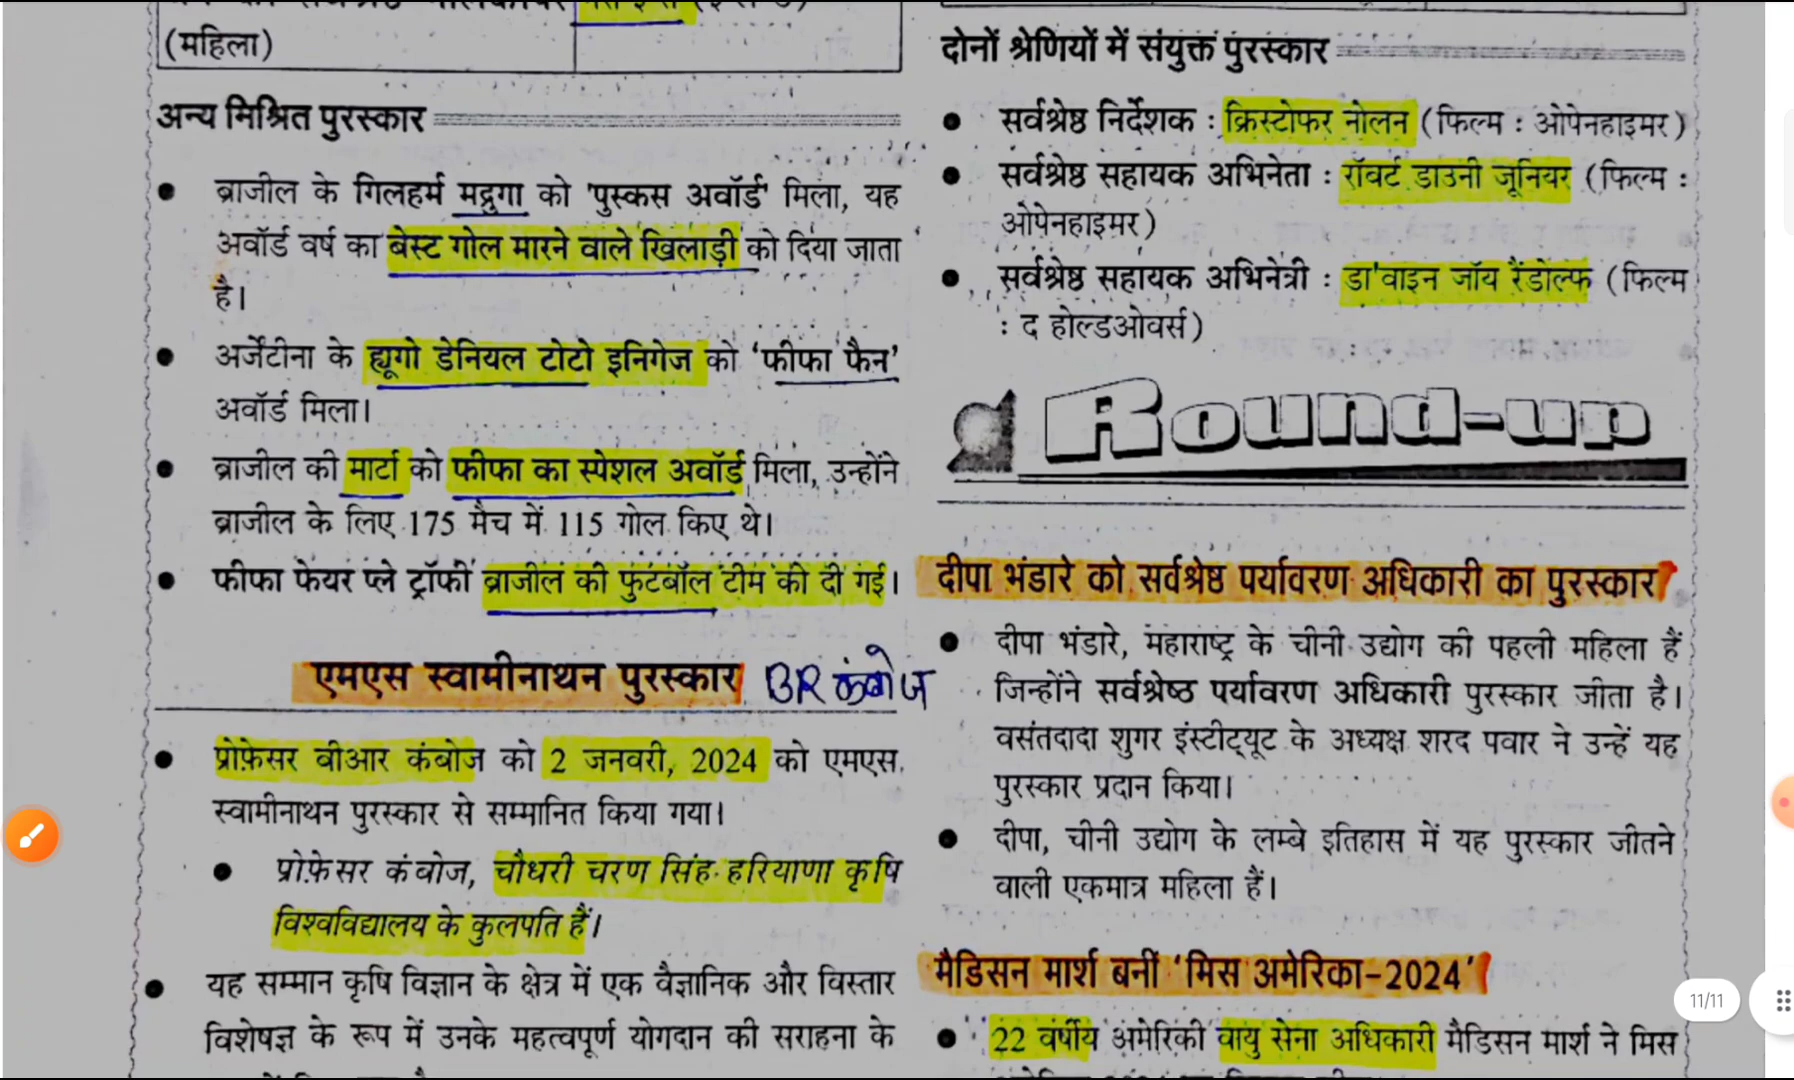 (महिला)
अन्य मिश्रित पुरस्कार
ब्राजील के गिलहर्म मद्रुगा को 'पुस्कस अवॉर्ड' मिला, यह
अवॉर्ड वर्ष का बेस्ट गोल मारने वाले खिलाड़ी को दिया जाता
है।
अर्जेंटीना के ह्यूगो डेनियल टोटो इनिगेज को 'फीफा फैन'
अवॉर्ड मिला।
ब्राजील की मार्टा को फीफा का स्पेशल अवॉर्ड मिला, उन्होंने
ब्राजील के लिए 175 मैच में 115 गोल किए थे।
फीफा फेयर प्ले ट्रॉफी ब्राजील की फुटबॉल टीम की दी गई।
एमएस स्वामीनाथन पुरस्कार BR कंबोज
प्रोफ़ेसर बीआर कंबोज को 2 जनवरी, 2024 को एमएस
स्वामीनाथन पुरस्कार से सम्मानित किया गया।
प्रोफ़ेसर कंबोज, चौधरी चरण सिंह हरियाणा कृषि
विश्वविद्यालय के कुलपति हैं।
यह सम्मान कृषि विज्ञान के क्षेत्र में एक वैज्ञानिक और विस्तार
विशेषज्ञ के रूप में उनके महत्वपूर्ण योगदान की सराहना के
दोनों श्रेणियों में संयुक्त पुरस्कार
सर्वश्रेष्ठ निर्देशक : क्रिस्टोफर नोलन (फिल्म : ओपेनहाइमर)
सर्वश्रेष्ठ सहायक अभिनेता : रॉबर्ट डाउनी जूनियर (फिल्म :
ओपेनहाइमर)
सर्वश्रेष्ठ सहायक अभिनेत्री : डा'वाइन जॉय रैंडोल्फ (फिल्म
: द होल्डओवर्स)
Round-up
दीपा भंडारे को सर्वश्रेष्ठ पर्यावरण अधिकारी का पुरस्कार
दीपा भंडारे, महाराष्ट्र के चीनी उद्योग की पहली महिला हैं
जिन्होंने सर्वश्रेष्ठ पर्यावरण अधिकारी पुरस्कार जीता है।
वसंतदादा शुगर इंस्टीट्यूट के अध्यक्ष शरद पवार ने उन्हें यह
पुरस्कार प्रदान किया।
दीपा, चीनी उद्योग के लम्बे इतिहास में यह पुरस्कार जीतने
वाली एकमात्र महिला हैं।
मैडिसन मार्श बनीं 'मिस अमेरिका-2024'
22 वर्षीय अमेरिकी वायु सेना अधिकारी मैडिसन मार्श ने मिस
11/11